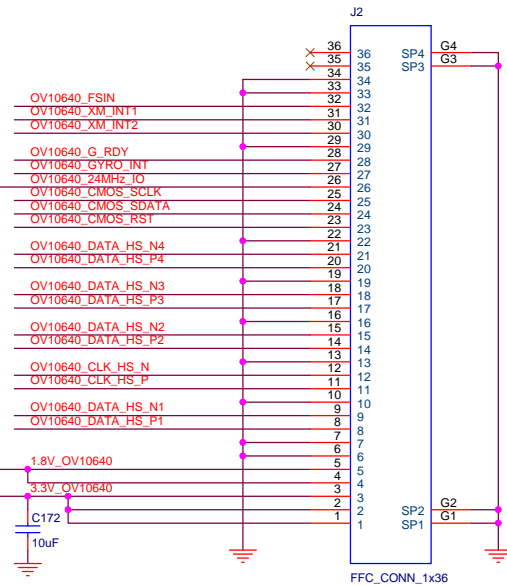 J2
36 36 SP4 G4
35 35 SP3 G3
34 34
33 33
OV10640_FSIN 32 32
OV10640_XM_INT1 31 31
OV10640_XM_INT2 30 30
29 29
OV10640_G_RDY 28 28
OV10640_GYRO_INT 27 27
OV10640_24MHz_IO 26 26
OV10640_CMOS_SCLK 25 25
OV10640_CMOS_SDATA 24 24
OV10640_CMOS_RST 23 23
22 22
OV10640_DATA_HS_N4 21 21
OV10640_DATA_HS_P4 20 20
19 19
OV10640_DATA_HS_N3 18 18
OV10640_DATA_HS_P3 17 17
16 16
OV10640_DATA_HS_N2 15 15
OV10640_DATA_HS_P2 14 14
13 13
OV10640_CLK_HS_N 12 12
OV10640_CLK_HS_P 11 11
10 10
OV10640_DATA_HS_N1 9 9
OV10640_DATA_HS_P1 8 8
7 7
6 6
1.8V_OV10640 5 5
4 4
3.3V_OV10640 3 3
2 2 SP2 G2
1 1 SP1 G1
C172
10uF
FFC_CONN_1x36